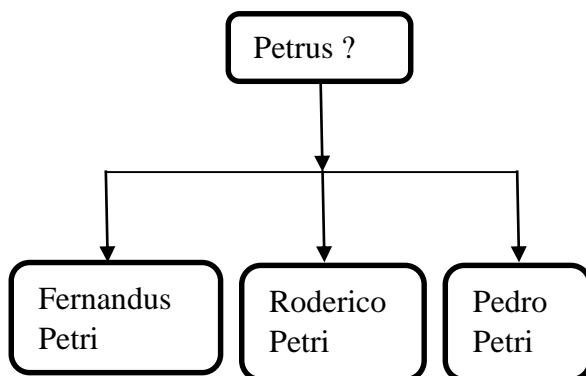 Petrus ?
Fernandus
Petri
Roderico
Petri
Pedro
Petri